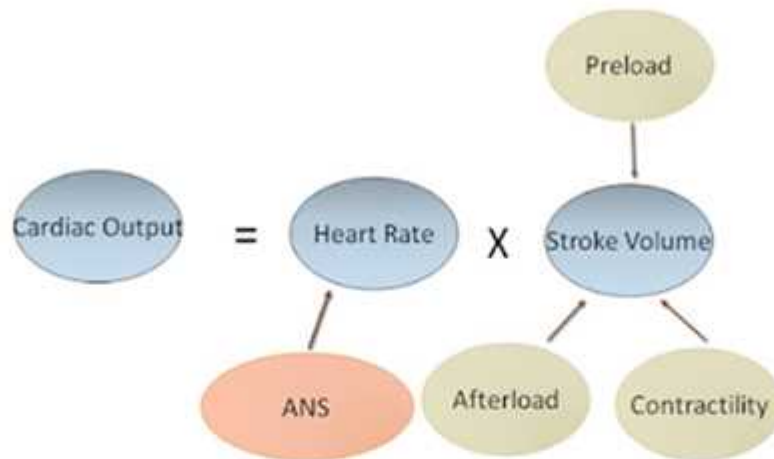 Preload
Cardiac Output = Heart Rate X Stroke Volume
ANS
Afterload
Contractility